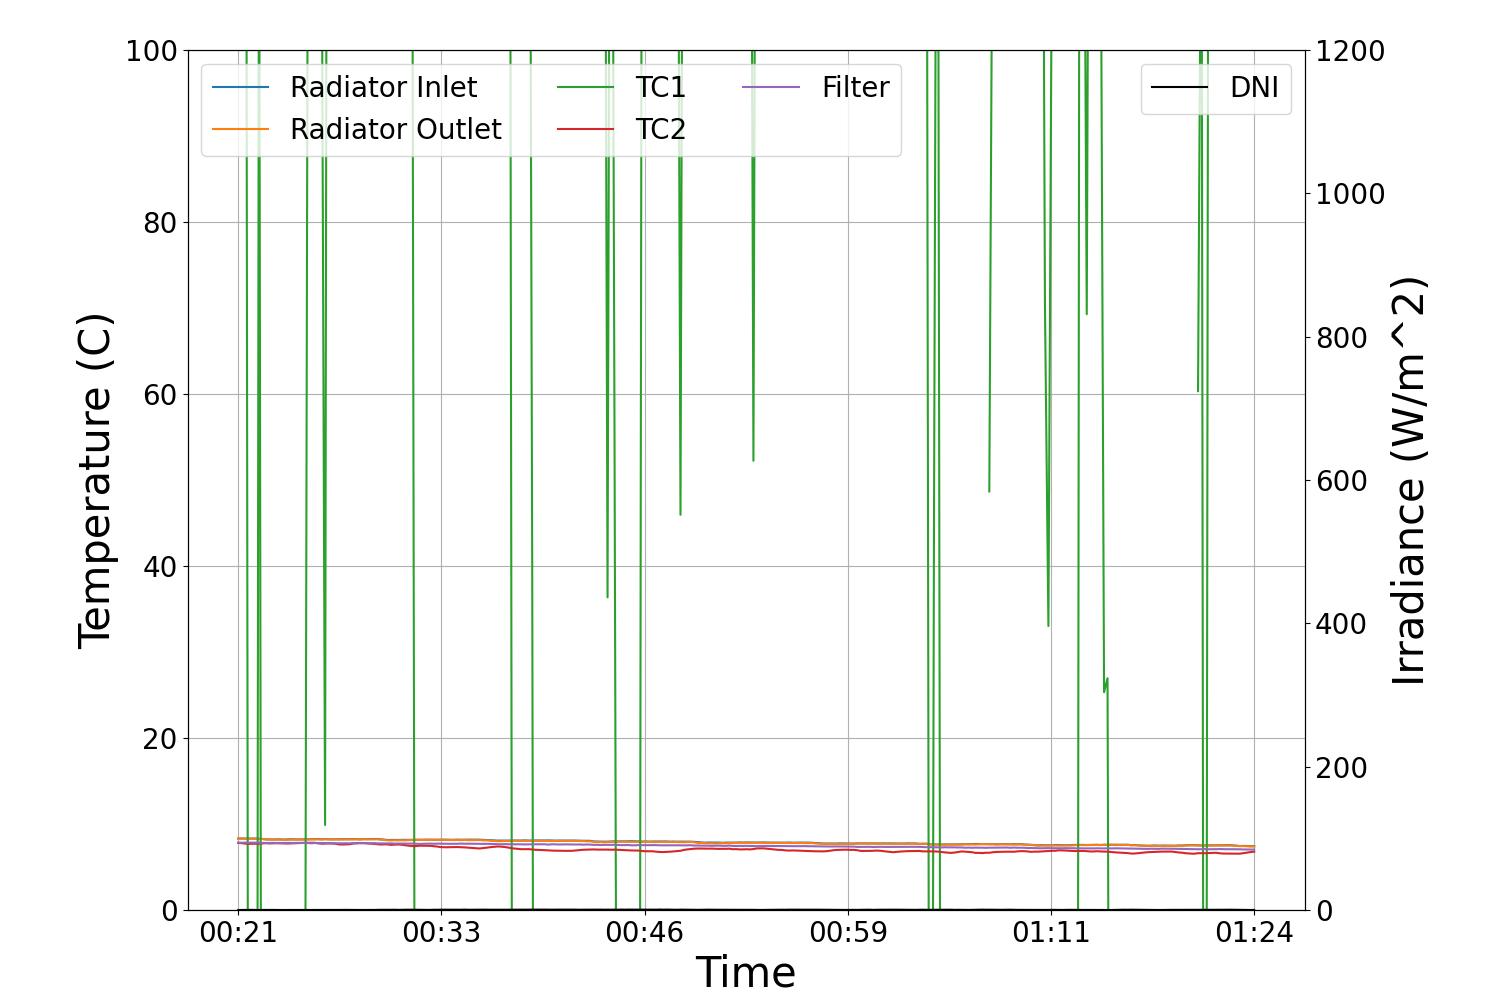 100
80
60
40
20
0
Temperature (C)
Radiator Inlet
Radiator Outlet
TC1
TC2
Filter
DNI
1200
1000
800
600
400
200
0
Irradiance (W/m^2)
00:21 00:33 00:46 00:59 01:11 01:24
Time